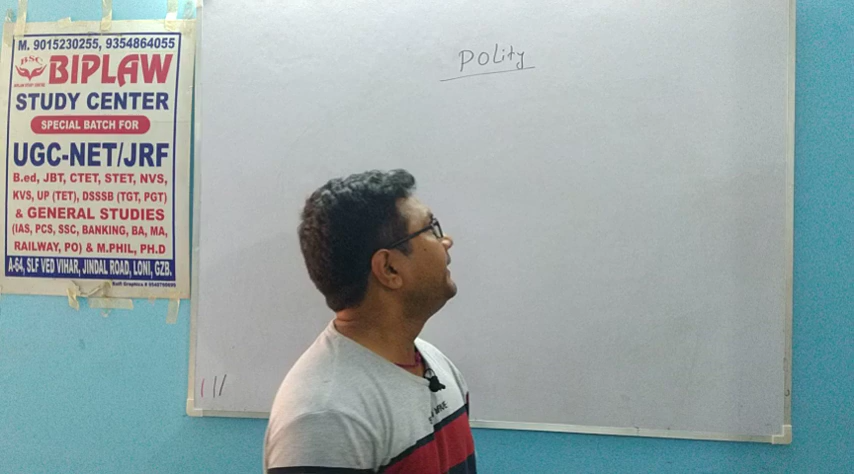 M. 9015230255, 9354864055
BSC
BIPLAW
STUDY CENTER
SPECIAL BATCH FOR
UGC-NET/JRF
B.ed, JBT, CTET, STET, NVS,
KVS, UP (TET), DSSSB (TGT, PGT)
& GENERAL STUDIES
(IAS, PCS, SSC, BANKING, BA, MA,
RAILWAY, PO) & M.PHIL, PH.D
A-64, SLF VED VIHAR, JINDAL ROAD, LONI, GZB.
POLity